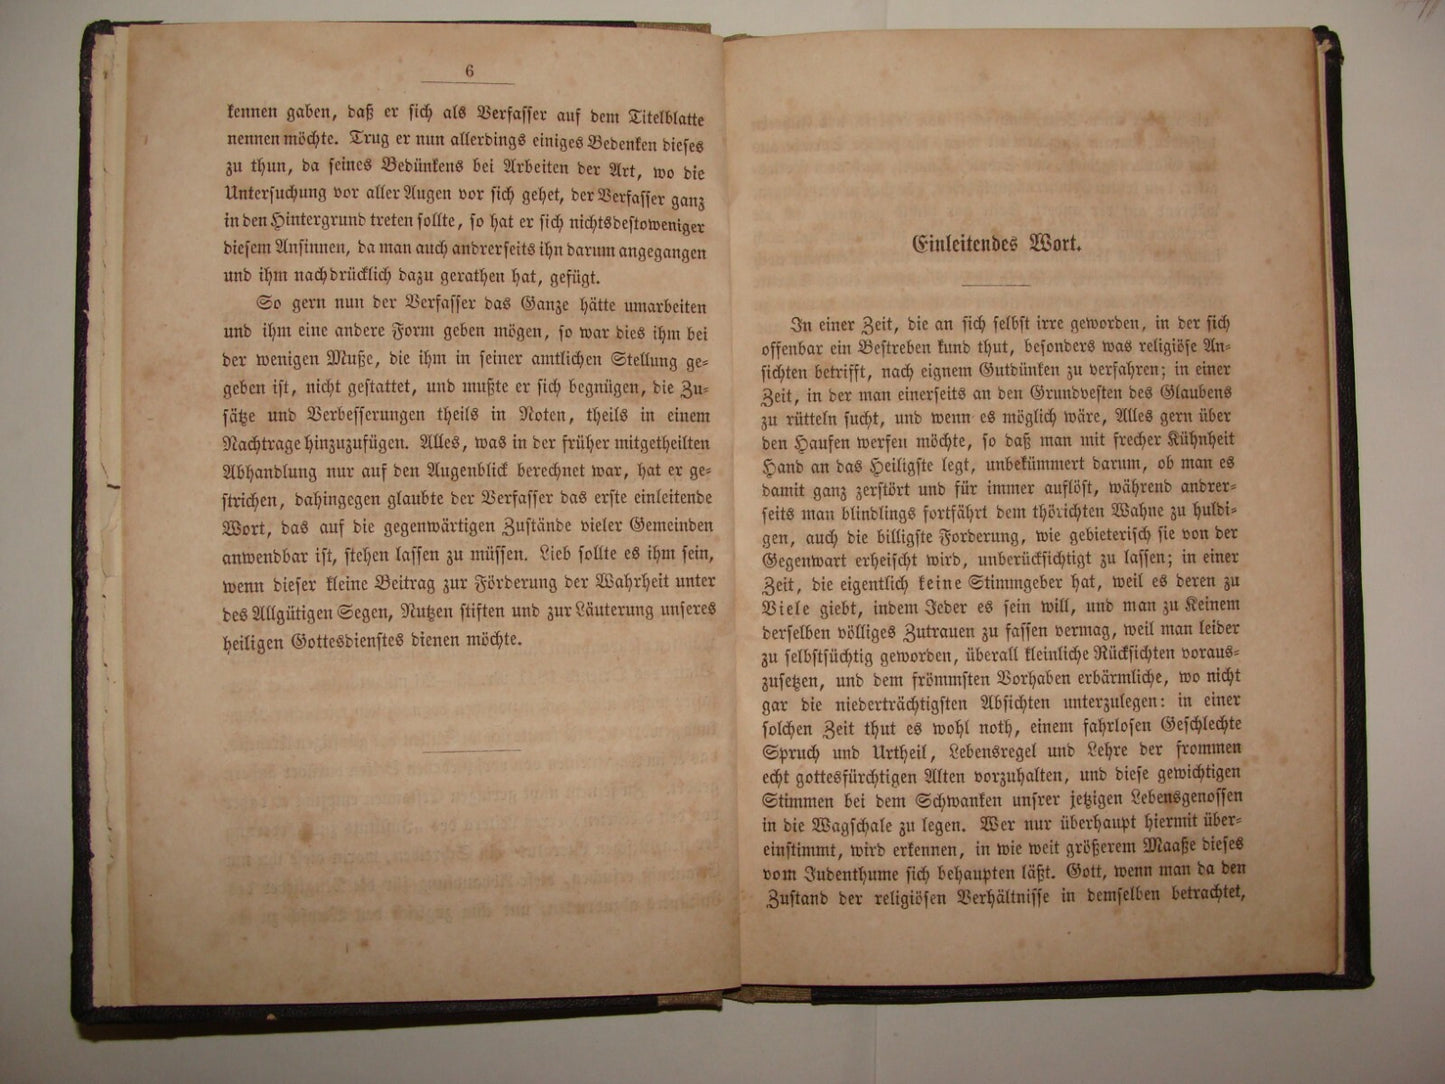 6
kennen gaben, daß er sich als Verfasser auf dem Titelblatte
nennen möchte. Trug er nun allerdings einiges Bedenken dieses
zu thun, da seines Bedünkens bei Arbeiten der Art, wo die
Untersuchung vor aller Augen vor sich gehet, der Verfasser ganz
in den Hintergrund treten sollte, so hat er sich nichtsdestoweniger
diesem Ansinnen, da man auch andrerseits ihn darum angegangen
und ihm nachdrücklich dazu gerathen hat, gefügt.
So gern nun der Verfasser das Ganze hätte umarbeiten
und ihm eine andere Form geben mögen, so war dies ihm bei
der wenigen Muße, die ihm in seiner amtlichen Stellung ge-
geben ist, nicht gestattet, und mußte er sich begnügen, die Zu-
sätze und Verbesserungen theils in Noten, theils in einem
Nachtrage hinzuzufügen. Alles, was in der früher mitgetheilten
Abhandlung nur auf den Augenblick berechnet war, hat er ge-
strichen, dahingegen glaubte der Verfasser das erste einleitende
Wort, das auf die gegenwärtigen Zustände vieler Gemeinden
anwendbar ist, stehen lassen zu müssen. Lieb sollte es ihm sein,
wenn dieser kleine Beitrag zur Förderung der Wahrheit unter
des Allgütigen Segen, Nutzen stiften und zur Läuterung unseres
heiligen Gottesdienstes dienen möchte.
Einleitendes Wort.
In einer Zeit, die an sich selbst irre geworden, in der sich
offenbar ein Bestreben kund thut, besonders was religiöse An-
sichten betrifft, nach eignem Gutdünken zu verfahren; in einer
Zeit, in der man einerseits an den Grundvesten des Glaubens
zu rütteln sucht, und wenn es möglich wäre, Alles gern über
den Haufen werfen möchte, so daß man mit frecher Kühnheit
Hand an das Heiligste legt, unbekümmert darum, ob man es
damit ganz zerstört und für immer auflöst, während andrer-
seits man blindlings fortfährt dem thörichten Wahne zu huldi-
gen, auch die billigste Forderung, wie gebieterisch sie von der
Gegenwart erheischt wird, unberücksichtigt zu lassen; in einer
Zeit, die eigentlich keine Stimmgeber hat, weil es deren zu
Viele giebt, indem Jeder es sein will, und man zu Keinem
derselben völliges Zutrauen zu fassen vermag, weil man leider
zu selbstsüchtig geworden, überall kleinliche Rücksichten voraus-
zusetzen, und dem frömmsten Vorhaben erbärmliche, wo nicht
gar die niederträchtigsten Absichten unterzulegen: in einer
solchen Zeit thut es wohl noth, einem fahrlosen Geschlechte
Spruch und Urtheil, Lebensregel und Lehre der frommen
echt gottesfürchtigen Alten vorzuhalten, und diese gewichtigen
Stimmen bei dem Schwanken unsrer jetzigen Lebensgenossen
in die Wagschale zu legen. Wer nur überhaupt hiermit über-
einstimmt, wird erkennen, in wie weit größerem Maaße dieses
vom Judenthume sich behaupten läßt. Gott, wenn man da den
Zustand der religiösen Verhältnisse in demselben betrachtet,